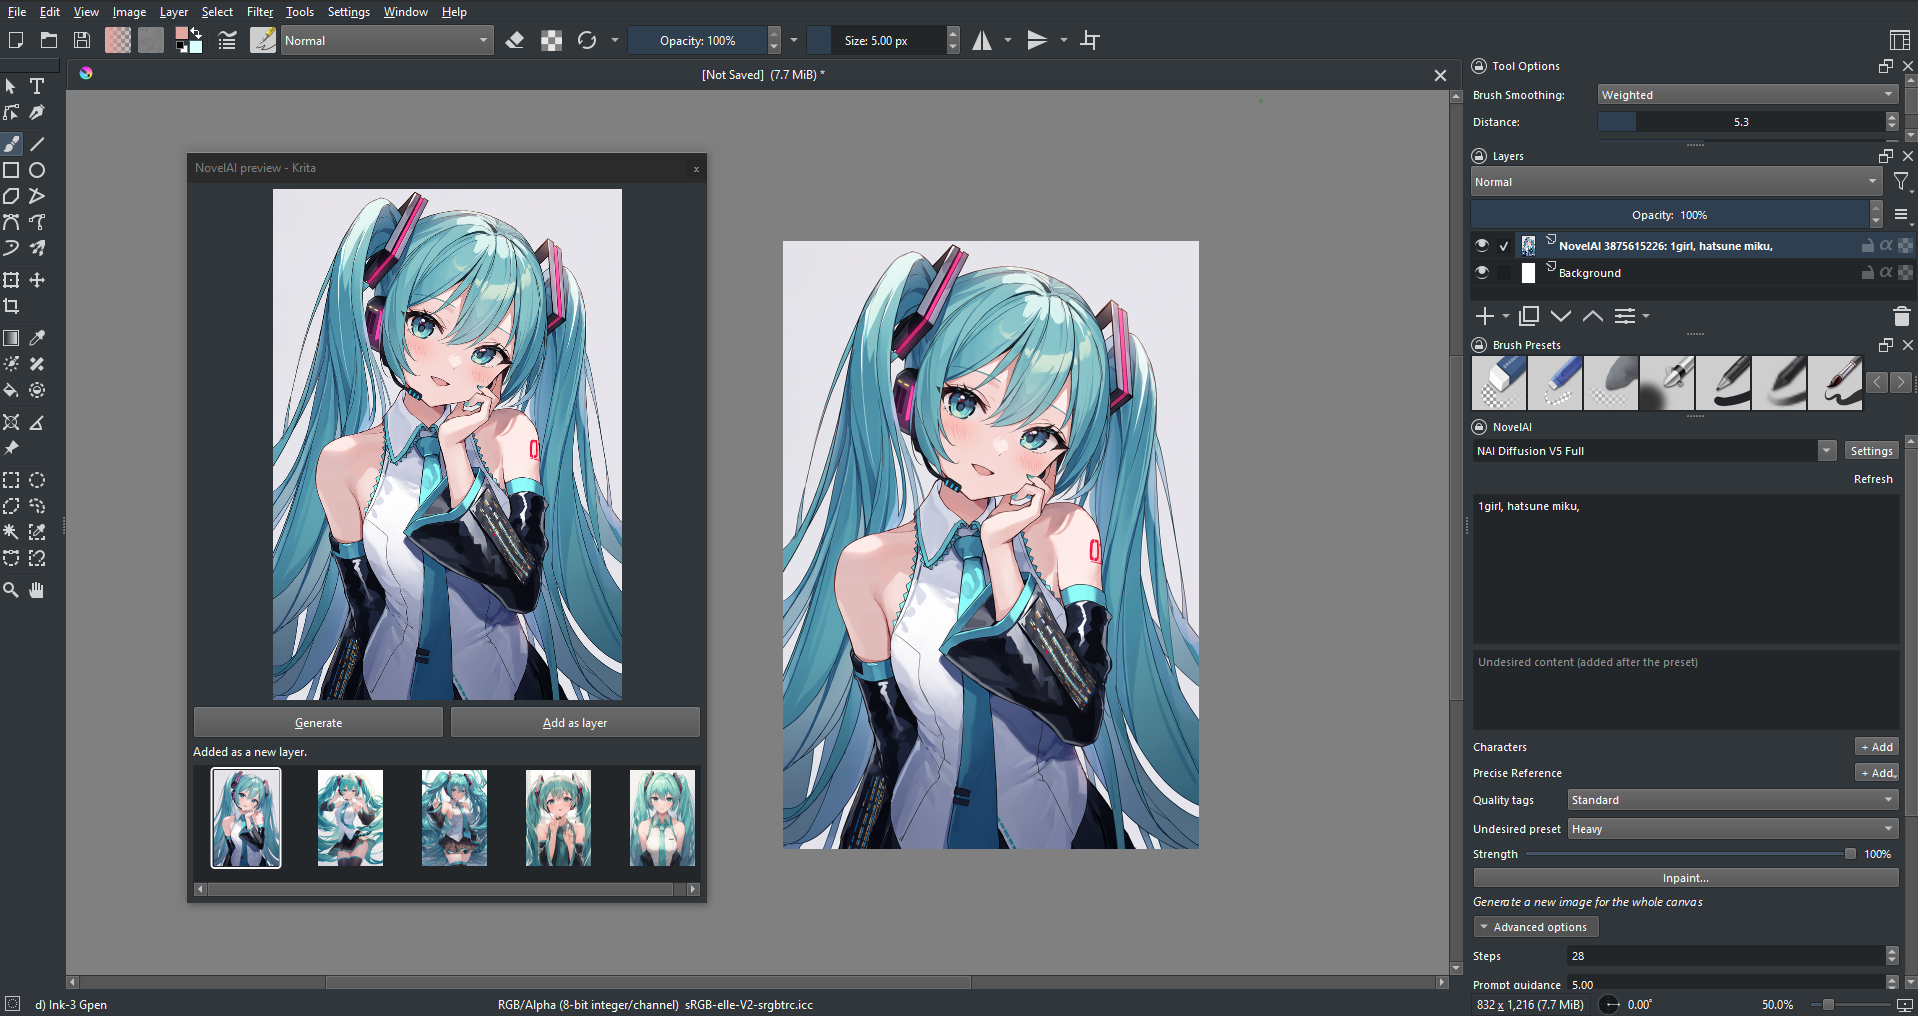 File Edit View Image Layer Select Filter Tools Settings Window Help
Normal
Opacity: 100%
Size: 5.00 px
[Not Saved] (7.7 MiB) *
NovelAI preview - Krita
x
01
Generate
Add as layer
Added as a new layer.
01
Tool Options
Brush Smoothing: Weighted
Distance: 5.3
Layers
Normal
Opacity: 100%
NovelAI 3875615226: 1girl, hatsune miku,
Background
Brush Presets
NovelAI
NAI Diffusion V5 Full
Settings
Refresh
1girl, hatsune miku,
Undesired content (added after the preset)
Characters + Add
Precise Reference + Add
Quality tags Standard
Undesired preset Heavy
Strength 100%
Inpaint...
Generate a new image for the whole canvas
Advanced options
Steps 28
Prompt guidance 5.00
d) Ink-3 Gpen
RGB/Alpha (8-bit integer/channel) sRGB-elle-V2-srgbtrc.icc
832 x 1,216 (7.7 MiB)
0.00°
50.0%